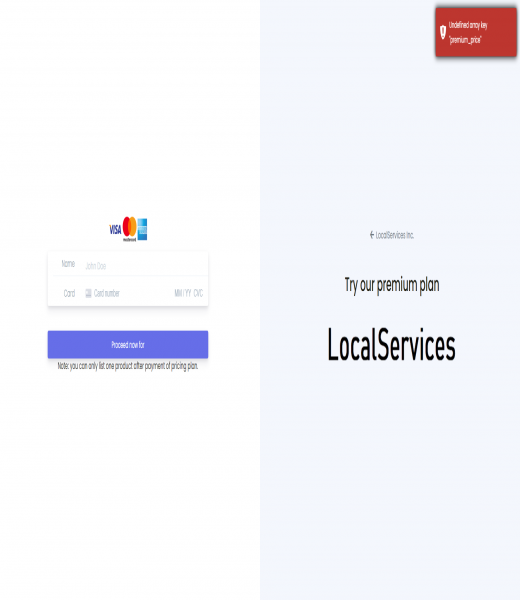 Undefined array key
"premium_price"
VISA
mastercard
Name John Doe
Card Card number MM / YY CVC
Proceed now for
Note: you can only list one product after payment of pricing plan.
← LocalServices Inc.
Try our premium plan
LocalServices